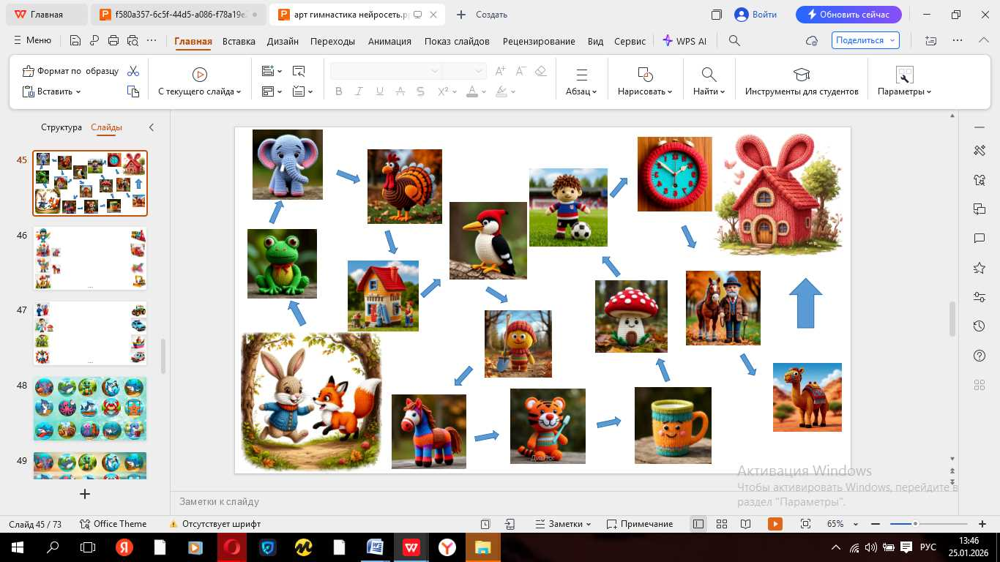 Главная
f580a357-6c5f-44d5-a086-f78a19e
арт гимнастика нейросеть.p
Создать
Войти
Обновить сейчас
Меню
Главная
Вставка
Дизайн
Переходы
Анимация
Показ слайдов
Рецензирование
Вид
Сервис
WPS AI
Поделиться
Формат по образцу
Вставить
С текущего слайда
Абзац
Нарисовать
Найти
Инструменты для студентов
Параметры
Структура
Слайды
45
46
47
48
49
Диалог
Активация Windows
Чтобы активировать Windows, перейдите в
раздел "Параметры".
Заметки к слайду
Слайд 45 / 73
Office Theme
Отсутствует шрифт
Заметки
Примечание
65%
РУС
13:46
25.01.2026